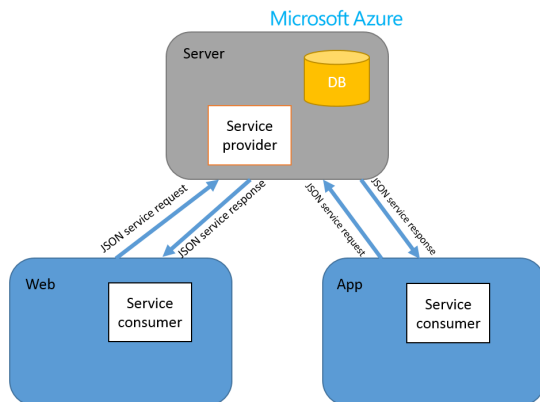 Microsoft Azure
Server
DB
Service
provider
JSON service request
JSON service response
JSON service request
JSON service response
Web
Service
consumer
App
Service
consumer